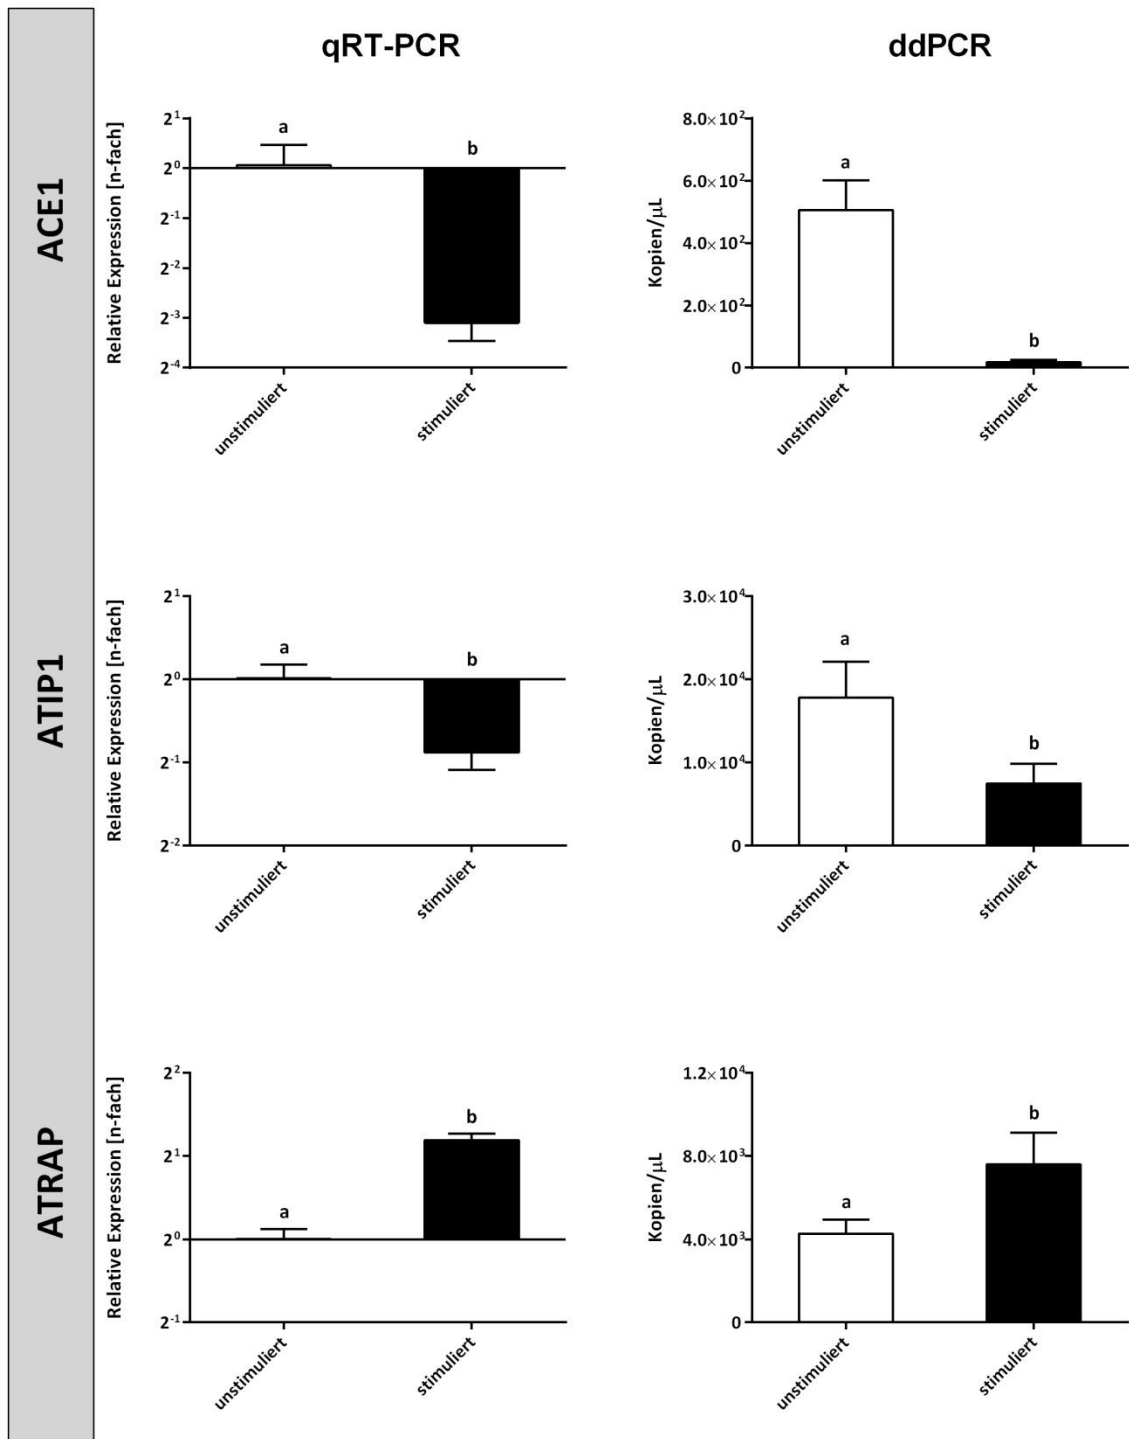 qRT-PCR
ddPCR
ACE1
Relative Expression [n-fach]
2¹
2⁰
2⁻¹
2⁻²
2⁻³
2⁻⁴
a
b
unstimuliert
stimuliert
Kopien/µL
8.0×10²
6.0×10²
4.0×10²
2.0×10²
0
a
b
unstimuliert
stimuliert
ATIP1
Relative Expression [n-fach]
2¹
2⁰
2⁻¹
2⁻²
a
b
unstimuliert
stimuliert
Kopien/µL
3.0×10⁴
2.0×10⁴
1.0×10⁴
0
a
b
unstimuliert
stimuliert
ATRAP
Relative Expression [n-fach]
2²
2¹
2⁰
2⁻¹
a
b
unstimuliert
stimuliert
Kopien/µL
1.2×10⁴
8.0×10³
4.0×10³
0
a
b
unstimuliert
stimuliert